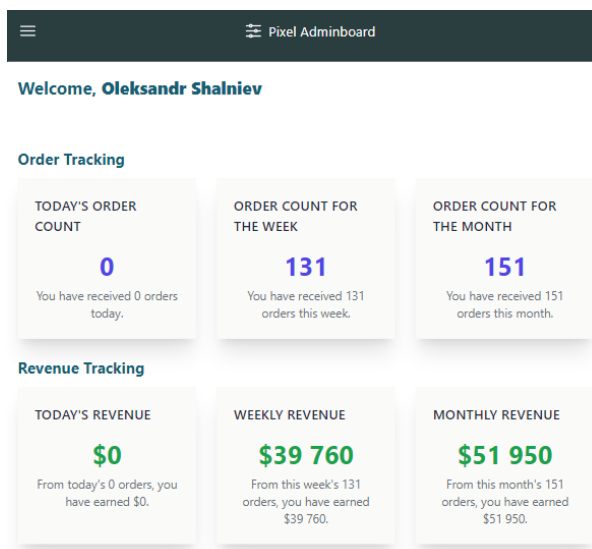 Pixel Adminboard
Welcome, Oleksandr Shalniev
Order Tracking
TODAY'S ORDER
COUNT
0
You have received 0 orders
today.
ORDER COUNT FOR
THE WEEK
131
You have received 131
orders this week.
ORDER COUNT FOR
THE MONTH
151
You have received 151
orders this month.
Revenue Tracking
TODAY'S REVENUE
$0
From today's 0 orders, you
have earned $0.
WEEKLY REVENUE
$39 760
From this week's 131
orders, you have earned
$39 760.
MONTHLY REVENUE
$51 950
From this month's 151
orders, you have earned
$51 950.